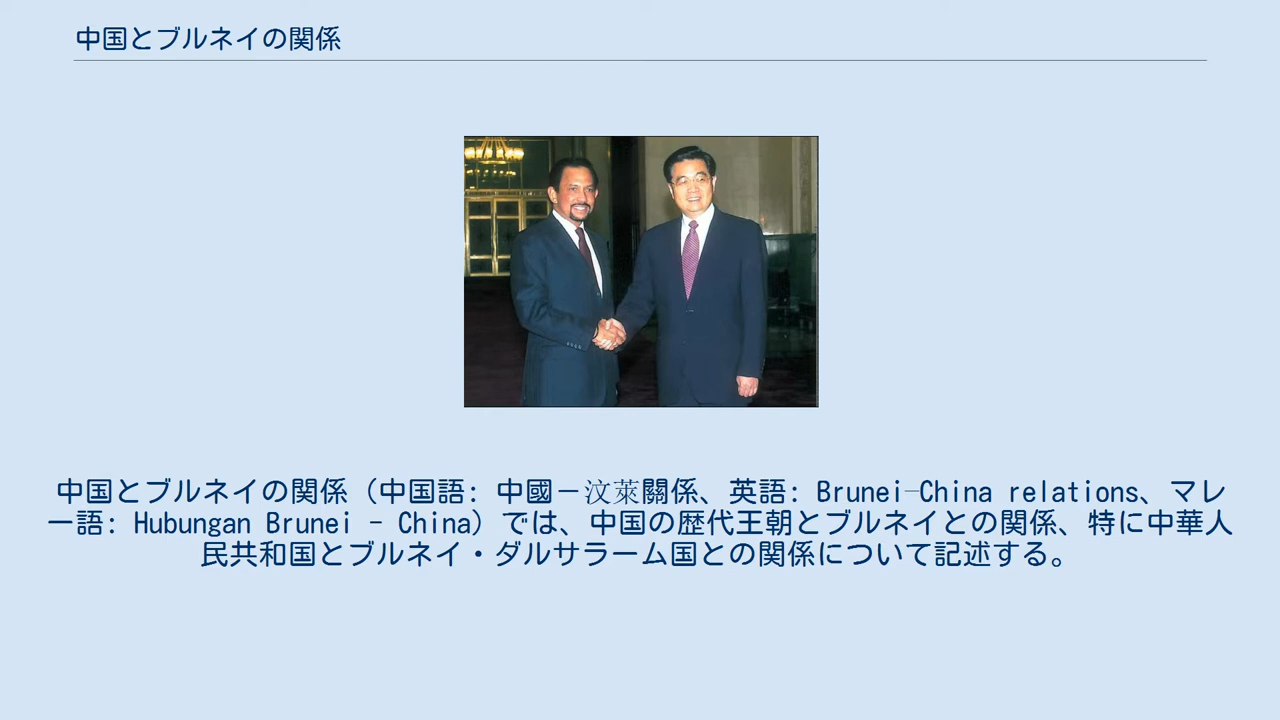 中国とブルネイの関係
中国とブルネイの関係（中国語: 中國－汶萊關係、英語: Brunei–China relations、マレ
ー語: Hubungan Brunei - China）では、中国の歴代王朝とブルネイとの関係、特に中華人
民共和国とブルネイ・ダルサラーム国との関係について記述する。